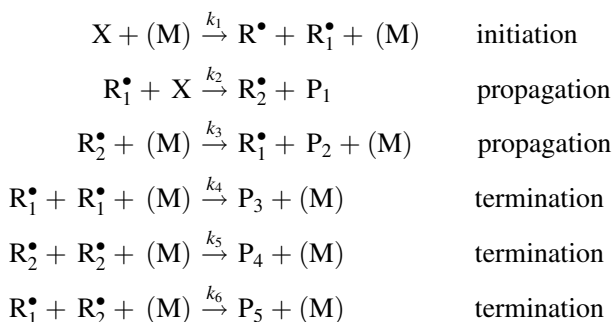 X + (M) →k₁ R• + R₁• + (M) initiation
R₁• + X →k₂ R₂• + P₁ propagation
R₂• + (M) →k₃ R₁• + P₂ + (M) propagation
R₁• + R₁• + (M) →k₄ P₃ + (M) termination
R₂• + R₂• + (M) →k₅ P₄ + (M) termination
R₁• + R₂• + (M) →k₆ P₅ + (M) termination